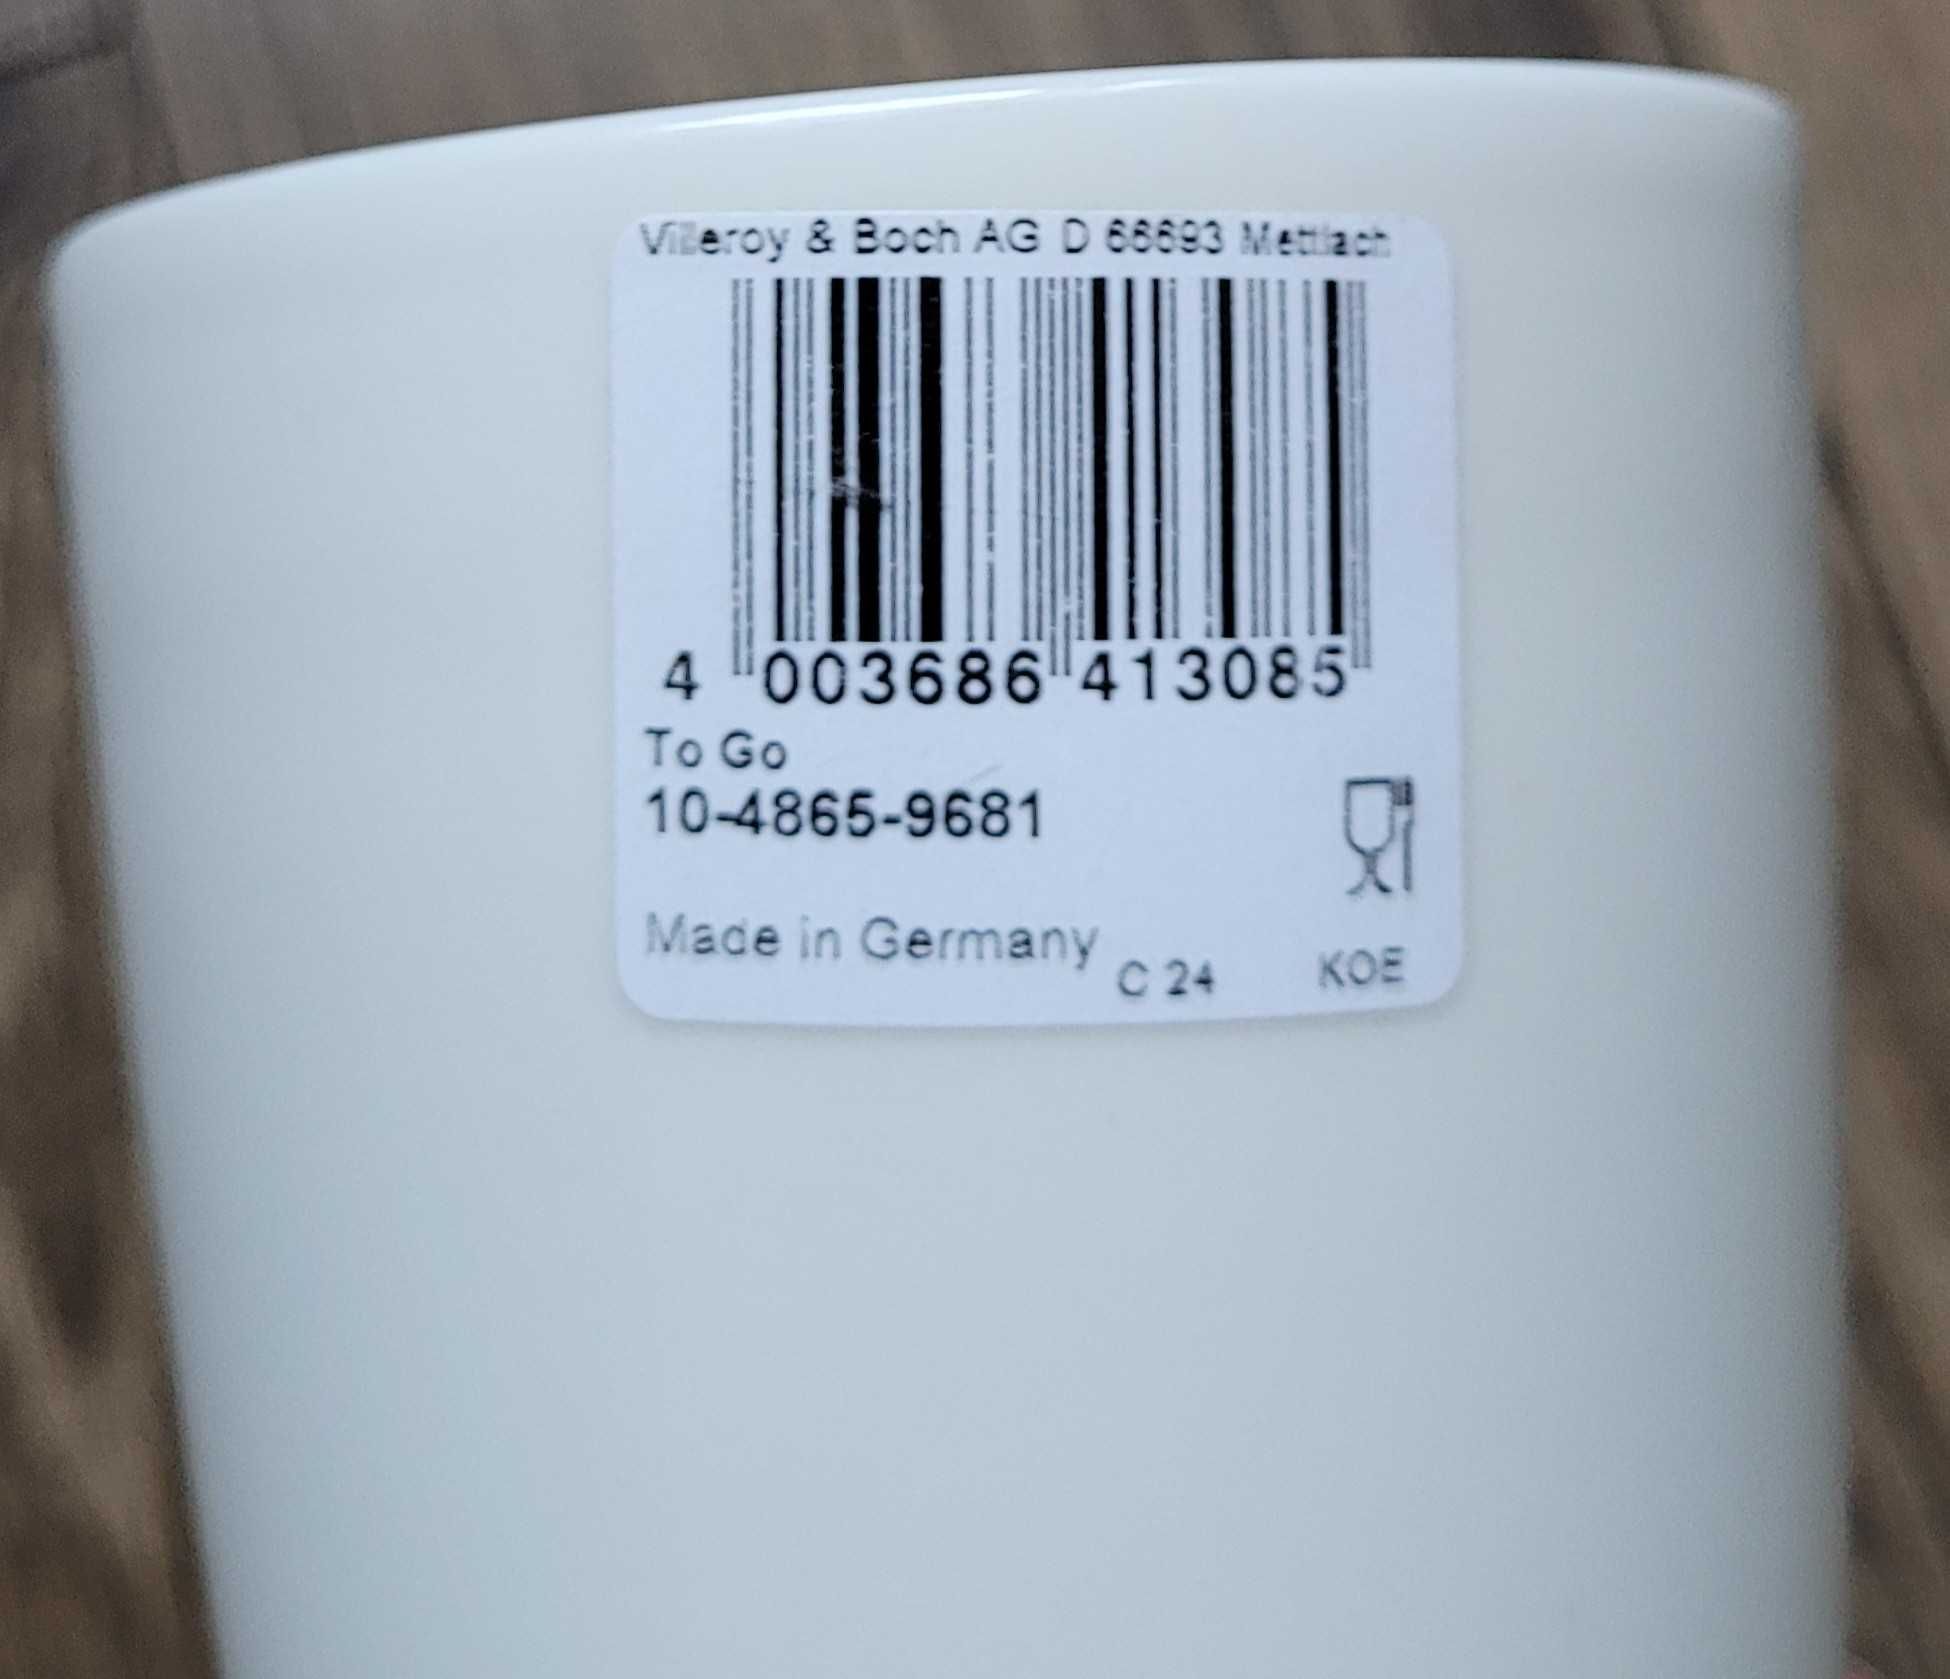 Villeroy & Boch AG D 66693 Mettlach
4 003686 413085
To Go
10-4865-9681
Made in Germany
C 24
KOE